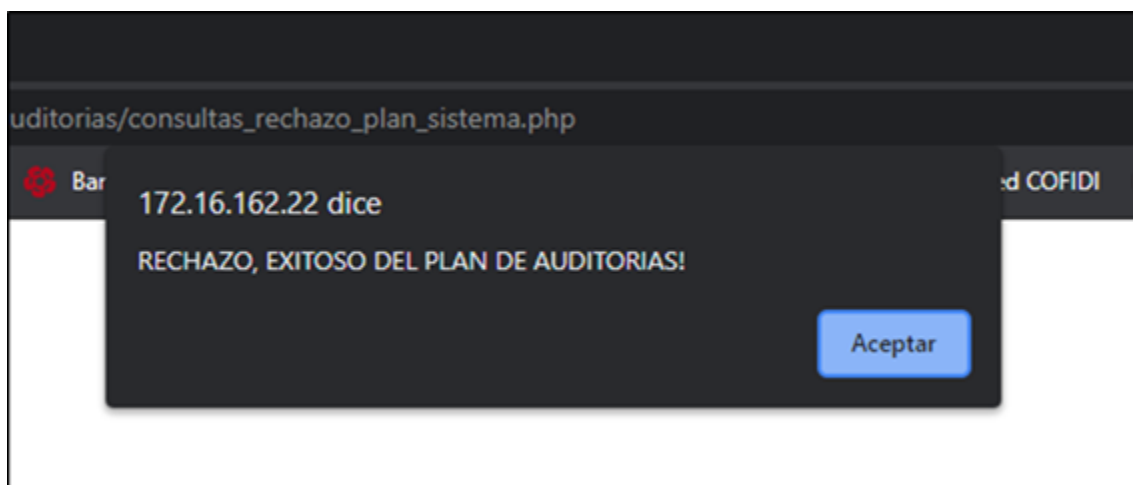 uditorias/consultas_rechazo_plan_sistema.php
Bar
ed COFIDI
172.16.162.22 dice
RECHAZO, EXITOSO DEL PLAN DE AUDITORIAS!
Aceptar